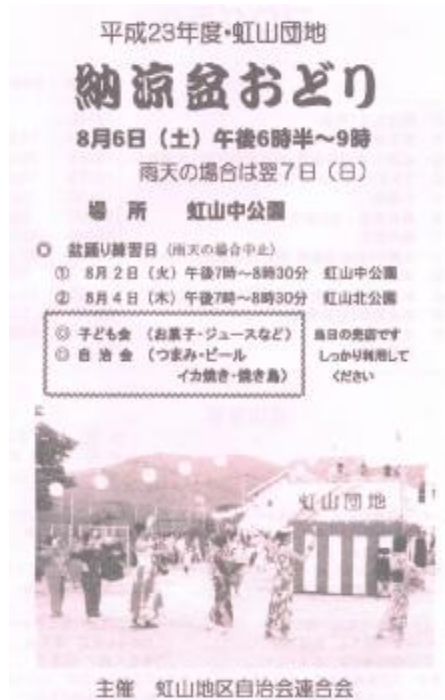 平成23年度・虹山団地
納涼盆おどり
8月6日（土）午後6時半～9時
雨天の場合は翌7日（日）
場 所 虹山中公園
◎ 盆踊り練習日（雨天の場合中止）
① 8月2日（火）午後7時～8時30分 虹山中公園
② 8月4日（木）午後7時～8時30分 虹山北公園
◎ 子ども会 （お菓子・ジュースなど） 当日の売店です
◎ 自 治 会 （つまみ・ビール しっかり利用して
イカ焼き・焼き鳥） ください
虹山団地
主催 虹山地区自治会連合会